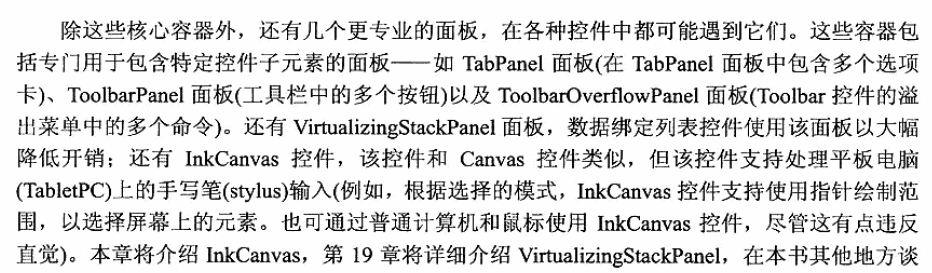 除这些核心容器外，还有几个更专业的面板，在各种控件中都可能遇到它们。这些容器包
括专门用于包含特定控件子元素的面板——如 TabPanel 面板(在 TabPanel 面板中包含多个选项
卡)、ToolbarPanel 面板(工具栏中的多个按钮)以及 ToolbarOverflowPanel 面板(Toolbar 控件的溢
出菜单中的多个命令)。还有 VirtualizingStackPanel 面板，数据绑定列表控件使用该面板以大幅
降低开销；还有 InkCanvas 控件，该控件和 Canvas 控件类似，但该控件支持处理平板电脑
(TabletPC)上的手写笔(stylus)输入(例如，根据选择的模式，InkCanvas 控件支持使用指针绘制范
围，以选择屏幕上的元素。也可通过普通计算机和鼠标使用 InkCanvas 控件，尽管这有点违反
直觉)。本章将介绍 InkCanvas，第 19 章将详细介绍 VirtualizingStackPanel，在本书其他地方谈